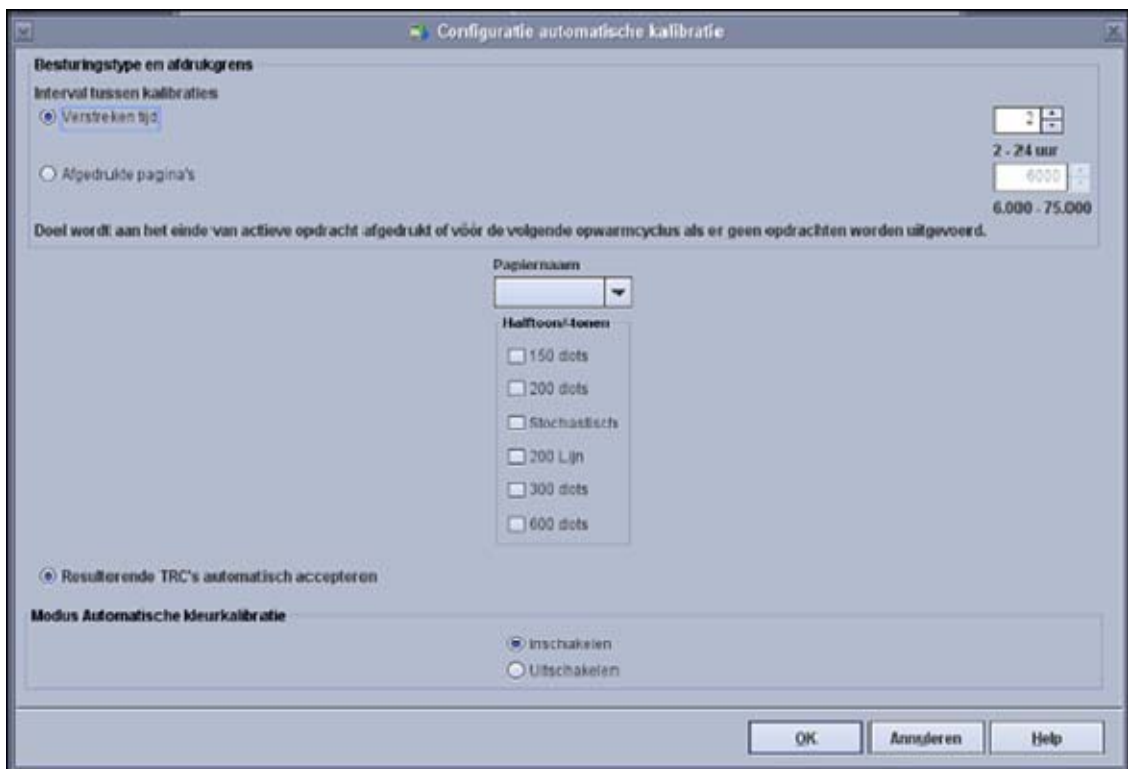 Configuratie automatische kalibratie
Besturingstype en afdrukgrens
Interval tussen kalibraties
Verstreken tijd
2
2 - 24 uur
Afgedrukte pagina's
6000
6.000 - 75.000
Doel wordt aan het einde van actieve opdracht afgedrukt of vóór de volgende opwarmcyclus als er geen opdrachten worden uitgevoerd.
Papiernaam
Halftoon/-tonen
150 dots
200 dots
Stochastisch
200 Lijn
300 dots
600 dots
Resulterende TRC's automatisch accepteren
Modus Automatische kleurkalibratie
Inschakelen
Uitschakelen
OK
Annuleren
Help